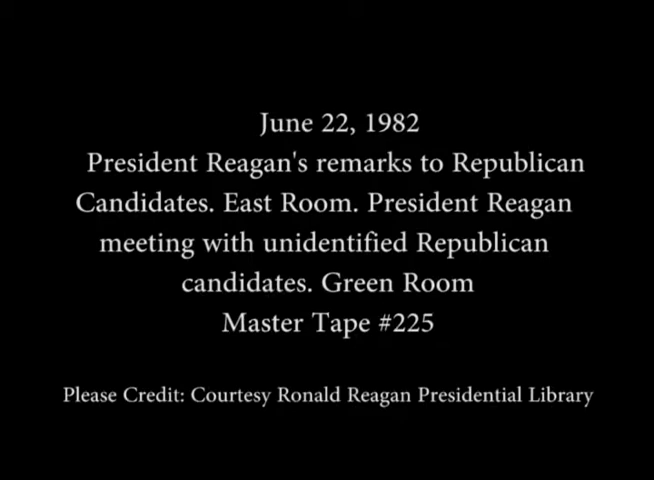 June 22, 1982
President Reagan's remarks to Republican
Candidates. East Room. President Reagan
meeting with unidentified Republican
candidates. Green Room
Master Tape #225
Please Credit: Courtesy Ronald Reagan Presidential Library